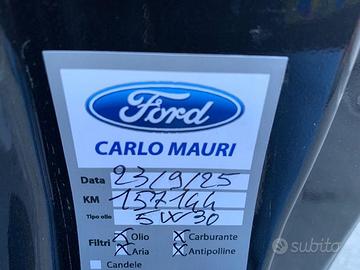 Ford
CARLO MAURI
Data 23/9/25
KM 157144
Tipo olio 5W30
Filtri Olio Carburante
Aria Antipolline
Candele
subito